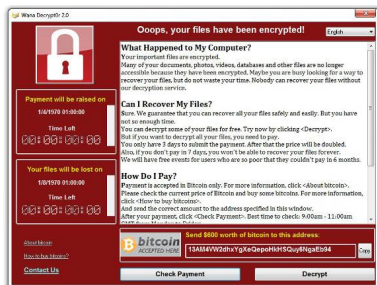 Wana Decrypt0r 2.0
Ooops, your files have been encrypted!
English
Payment will be raised on
1/4/1970 01:00:00
Time Left
00:00:00:00
Your files will be lost on
1/8/1970 01:00:00
Time Left
00:00:00:00
About bitcoin
How to buy bitcoins?
Contact Us
What Happened to My Computer?
Your important files are encrypted.
Many of your documents, photos, videos, databases and other files are no longer
accessible because they have been encrypted. Maybe you are busy looking for a way to
recover your files, but do not waste your time. Nobody can recover your files without
our decryption service.
Can I Recover My Files?
Sure. We guarantee that you can recover all your files safely and easily. But you have
not so enough time.
You can decrypt some of your files for free. Try now by clicking <Decrypt>.
But if you want to decrypt all your files, you need to pay.
You only have 3 days to submit the payment. After that the price will be doubled.
Also, if you don't pay in 7 days, you won't be able to recover your files forever.
We will have free events for users who are so poor that they couldn't pay in 6 months.
How Do I Pay?
Payment is accepted in Bitcoin only. For more information, click <About bitcoin>.
Please check the current price of Bitcoin and buy some bitcoins. For more information,
click <How to buy bitcoins>.
And send the correct amount to the address specified in this window.
After your payment, click <Check Payment>. Best time to check: 9:00am - 11:00am
GMT from Monday to Friday.
bitcoin
ACCEPTED HERE
Send $600 worth of bitcoin to this address:
13AM4VW2dhxYgXeQepoHkHSQuy6NgaEb94
Copy
Check Payment
Decrypt